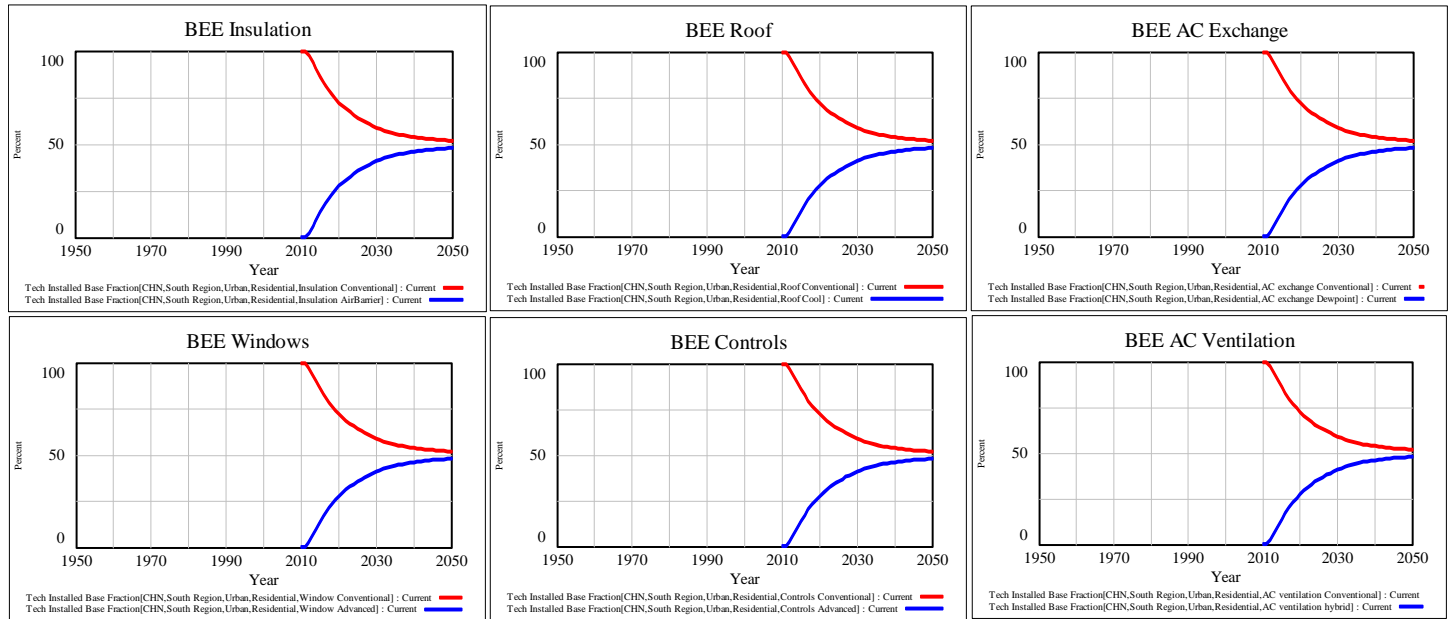 BEE Insulation
100
50
0
Percent
1950 1970 1990 2010 2030 2050
Year
Tech Installed Base Fraction[CHN,South Region,Urban,Residential,Insulation Conventional] : Current
Tech Installed Base Fraction[CHN,South Region,Urban,Residential,Insulation AirBarrier] : Current
BEE Roof
100
50
0
Percent
1950 1970 1990 2010 2030 2050
Year
Tech Installed Base Fraction[CHN,South Region,Urban,Residential,Roof Conventional] : Current
Tech Installed Base Fraction[CHN,South Region,Urban,Residential,Roof Cool] : Current
BEE AC Exchange
100
50
0
Percent
1950 1970 1990 2010 2030 2050
Year
Tech Installed Base Fraction[CHN,South Region,Urban,Residential,AC exchange Conventional] : Current
Tech Installed Base Fraction[CHN,South Region,Urban,Residential,AC exchange Dewpoint] : Current
BEE Windows
100
50
0
Percent
1950 1970 1990 2010 2030 2050
Year
Tech Installed Base Fraction[CHN,South Region,Urban,Residential,Window Conventional] : Current
Tech Installed Base Fraction[CHN,South Region,Urban,Residential,Window Advanced] : Current
BEE Controls
100
50
0
Percent
1950 1970 1990 2010 2030 2050
Year
Tech Installed Base Fraction[CHN,South Region,Urban,Residential,Controls Conventional] : Current
Tech Installed Base Fraction[CHN,South Region,Urban,Residential,Controls Advanced] : Current
BEE AC Ventilation
100
50
0
Percent
1950 1970 1990 2010 2030 2050
Year
Tech Installed Base Fraction[CHN,South Region,Urban,Residential,AC ventilation Conventional] : Current
Tech Installed Base Fraction[CHN,South Region,Urban,Residential,AC ventilation hybrid] : Current